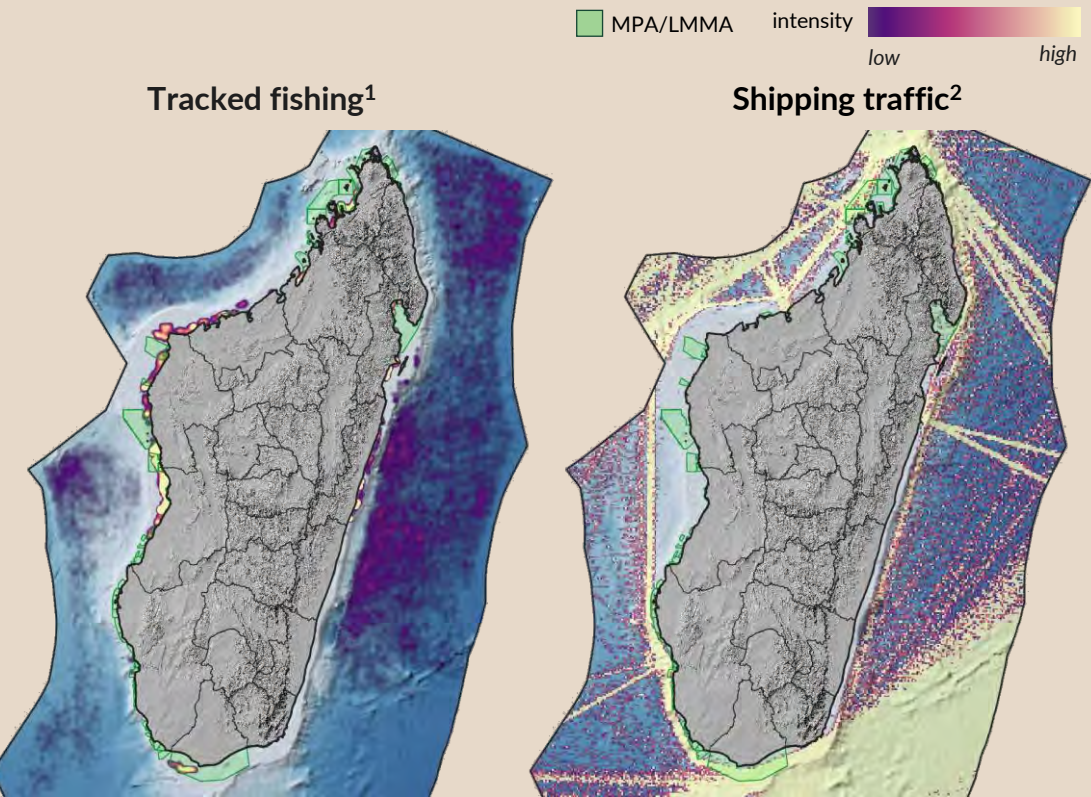 MPA/LMMA
intensity
low
high
Tracked fishing¹
Shipping traffic²